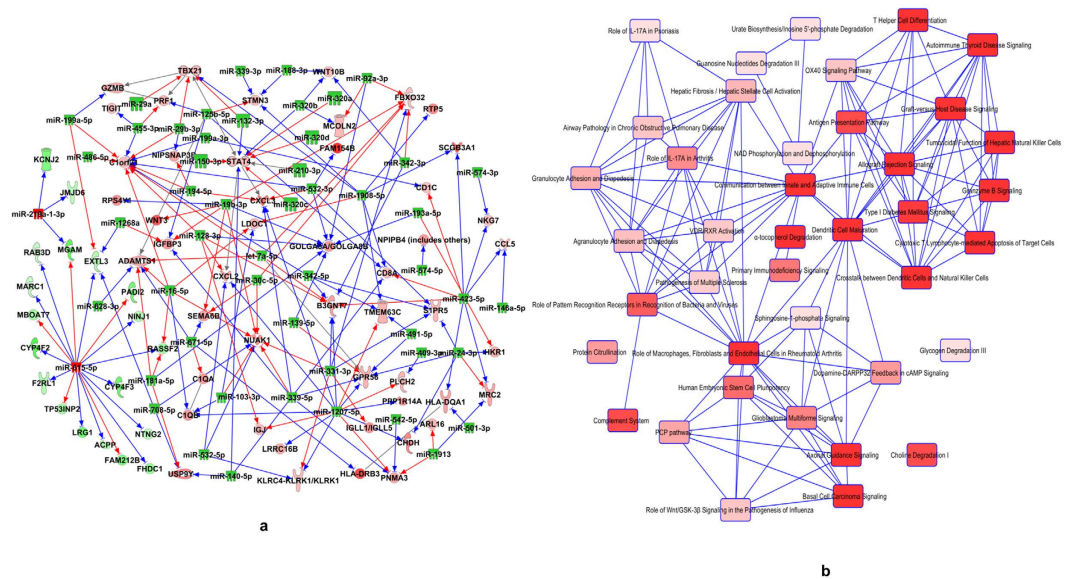 TBX21
miR-339-3p
miR-188-3p
WNT10B
miR-92a-3p
GZMB
miR-29a
PRF1
STMN3
miR-320a
FBXO32
TIGIT
miR-125b-5p
miR-320b
RTP5
miR-199a-5p
miR-132-3p
miR-455-3p
miR-29b-3p
MCOLN2
miR-199a-3p
miR-320d
FAM154B
SCGB3A1
NIPSNAP3B
miR-486-5p
miR-150-3p
STAT4
miR-342-3p
KCNJ2
miR-210-3p
miR-574-3p
JMJD6
miR-194-5p
miR-532-5p
CD1C
RPS4Y1
miR-19b-3p
CXCL3
miR-1908-5p
miR-320c
miR-193a-5p
miR-219a-1-3p
WNT3
LDOC1
NKG7
miR-1268a
IGFBP3
miR-128-3p
NPIPB4 (includes others)
RAB3D
MGAM
GOLGA8A/GOLGA8B
CCL5
EXTL3
ADAMTS1
let-7a-5p
CD8A
miR-574-5p
MARC1
CXCL2
miR-342-5p
PADI2
miR-30c-5p
miR-16-5p
miR-423-5p
MBOAT7
miR-628-3p
B3GNT7
TMEM63C
S1PR5
miR-146a-5p
NINJ1
SEMA6B
miR-139-5p
CYP4F2
NUAK1
miR-491-5p
RASSF2
miR-671-5p
miR-409-3p
miR-24-3p
HKR1
miR-615-5p
miR-331-3p
GPR56
F2RL1
miR-181a-5p
C1QA
PLCH2
CYP4F3
miR-103-3p
miR-339-5p
MRC2
PPP1R14A
HLA-DQA1
TP53INP2
miR-708-5p
C1QB
miR-1207-5p
miR-542-5p
ARL16
LRG1
NTNG2
IGJ
IGLL1/IGLL5
miR-501-3p
ACPP
CHDH
LRRC16B
miR-1913
FAM212B
miR-532-5p
FHDC1
USP9Y
miR-140-5p
KLRC4-KLRK1/KLRK1
HLA-DRB3
PNMA3
a
Role of IL-17A in Psoriasis
Urate Biosynthesis/Inosine 5'-phosphate Degradation
T Helper Cell Differentiation
Autoimmune Thyroid Disease Signaling
Guanosine Nucleotides Degradation III
OX40 Signaling Pathway
Hepatic Fibrosis / Hepatic Stellate Cell Activation
Graft-versus-Host Disease Signaling
Antigen Presentation Pathway
Airway Pathology in Chronic Obstructive Pulmonary Disease
Tumoricidal Function of Hepatic Natural Killer Cells
NAD Phosphorylation and Dephosphorylation
Role of IL-17A in Arthritis
Allograft Rejection Signaling
Granulocyte Adhesion and Diapedesis
Communication between Innate and Adaptive Immune Cells
Granzyme B Signaling
Type I Diabetes Mellitus Signaling
VDR/RXR Activation
Dendritic Cell Maturation
Agranulocyte Adhesion and Diapedesis
α-tocopherol Degradation
Cytotoxic T Lymphocyte-mediated Apoptosis of Target Cells
Primary Immunodeficiency Signaling
Crosstalk between Dendritic Cells and Natural Killer Cells
Pathogenesis of Multiple Sclerosis
Role of Pattern Recognition Receptors in Recognition of Bacteria and Viruses
Sphingosine-1-phosphate Signaling
Protein Citrullination
Role of Macrophages, Fibroblasts and Endothelial Cells in Rheumatoid Arthritis
Glycogen Degradation III
Dopamine-DARPP32 Feedback in cAMP Signaling
Human Embryonic Stem Cell Pluripotency
Complement System
Glioblastoma Multiforme Signaling
PCP pathway
Axonal Guidance Signaling
Choline Degradation I
Basal Cell Carcinoma Signaling
Role of Wnt/GSK-3β Signaling in the Pathogenesis of Influenza
b